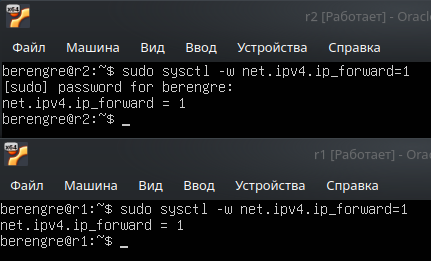 r2 [Работает] - Oracle
Файл Машина Вид Ввод Устройства Справка
berengre@r2:~$ sudo sysctl -w net.ipv4.ip_forward=1
[sudo] password for berengre:
net.ipv4.ip_forward = 1
berengre@r2:~$ _
r1 [Работает] - Ora
Файл Машина Вид Ввод Устройства Справка
berengre@r1:~$ sudo sysctl -w net.ipv4.ip_forward=1
net.ipv4.ip_forward = 1
berengre@r1:~$ _